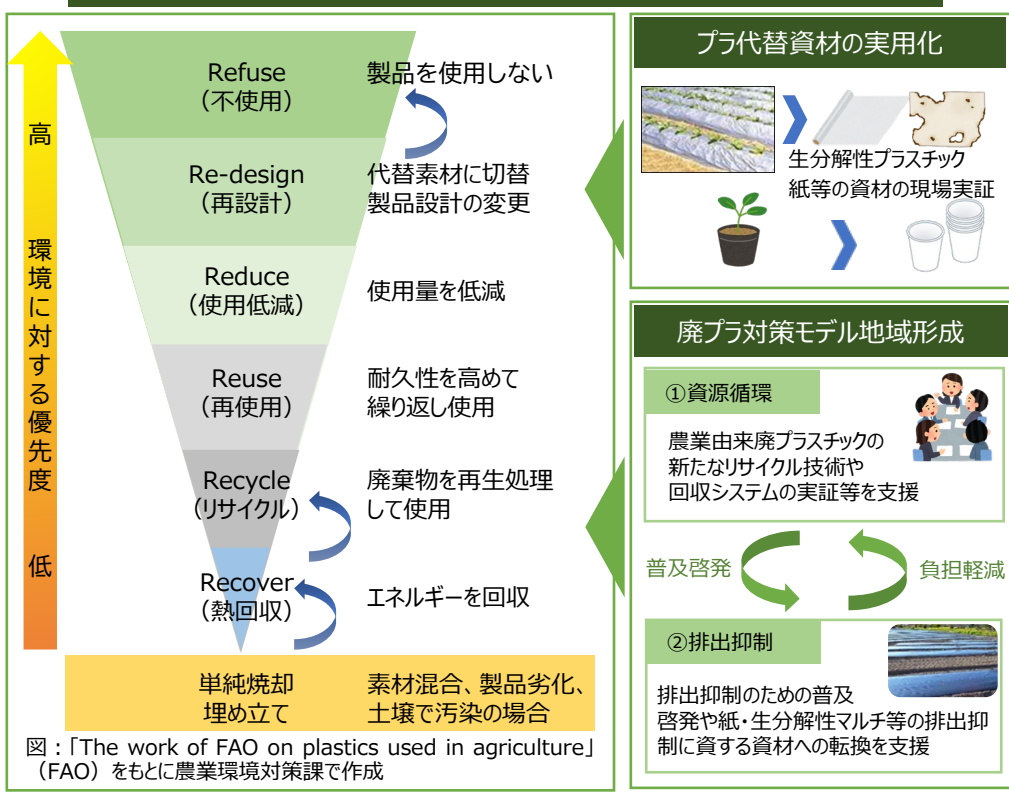 高
環境に対する優先度
低
Refuse
（不使用）
製品を使用しない
Re-design
（再設計）
代替素材に切替
製品設計の変更
Reduce
（使用低減）
使用量を低減
Reuse
（再使用）
耐久性を高めて
繰り返し使用
Recycle
（リサイクル）
廃棄物を再生処理
して使用
Recover
（熱回収）
エネルギーを回収
単純焼却
埋め立て
素材混合、製品劣化、
土壌で汚染の場合
図：「The work of FAO on plastics used in agriculture」
（FAO）をもとに農業環境対策課で作成
プラ代替資材の実用化
生分解性プラスチック
紙等の資材の現場実証
廃プラ対策モデル地域形成
①資源循環
農業由来廃プラスチックの
新たなリサイクル技術や
回収システムの実証等を支援
普及啓発
負担軽減
②排出抑制
排出抑制のための普及
啓発や紙・生分解性マルチ等の排出抑
制に資する資材への転換を支援